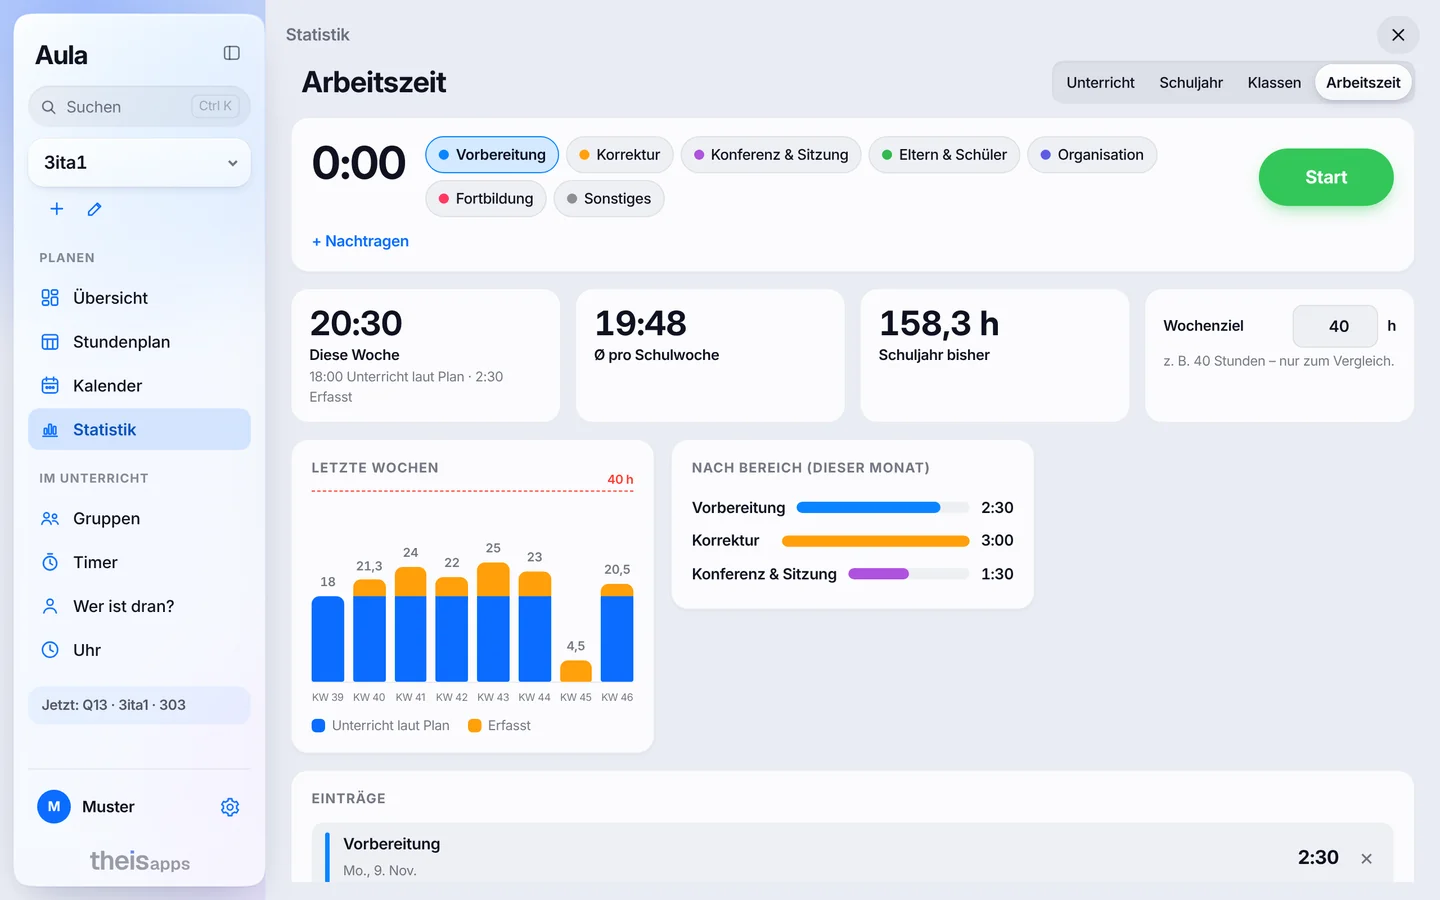 Aula
Suchen
Ctrl K
3ita1
PLANEN
Übersicht
Stundenplan
Kalender
Statistik
IM UNTERRICHT
Gruppen
Timer
Wer ist dran?
Uhr
Jetzt: Q13 · 3ita1 · 303
M
Muster
theisapps
Statistik
Arbeitszeit
Unterricht
Schuljahr
Klassen
Arbeitszeit
0:00
Vorbereitung
Korrektur
Konferenz & Sitzung
Eltern & Schüler
Organisation
Fortbildung
Sonstiges
Start
+ Nachtragen
20:30
Diese Woche
18:00 Unterricht laut Plan · 2:30
Erfasst
19:48
Ø pro Schulwoche
158,3 h
Schuljahr bisher
Wochenziel
40
h
z. B. 40 Stunden – nur zum Vergleich.
LETZTE WOCHEN
40 h
18
21,3
24
22
25
23
4,5
20,5
KW 39
KW 40
KW 41
KW 42
KW 43
KW 44
KW 45
KW 46
Unterricht laut Plan
Erfasst
NACH BEREICH (DIESER MONAT)
Vorbereitung
2:30
Korrektur
3:00
Konferenz & Sitzung
1:30
EINTRÄGE
Vorbereitung
Mo., 9. Nov.
2:30